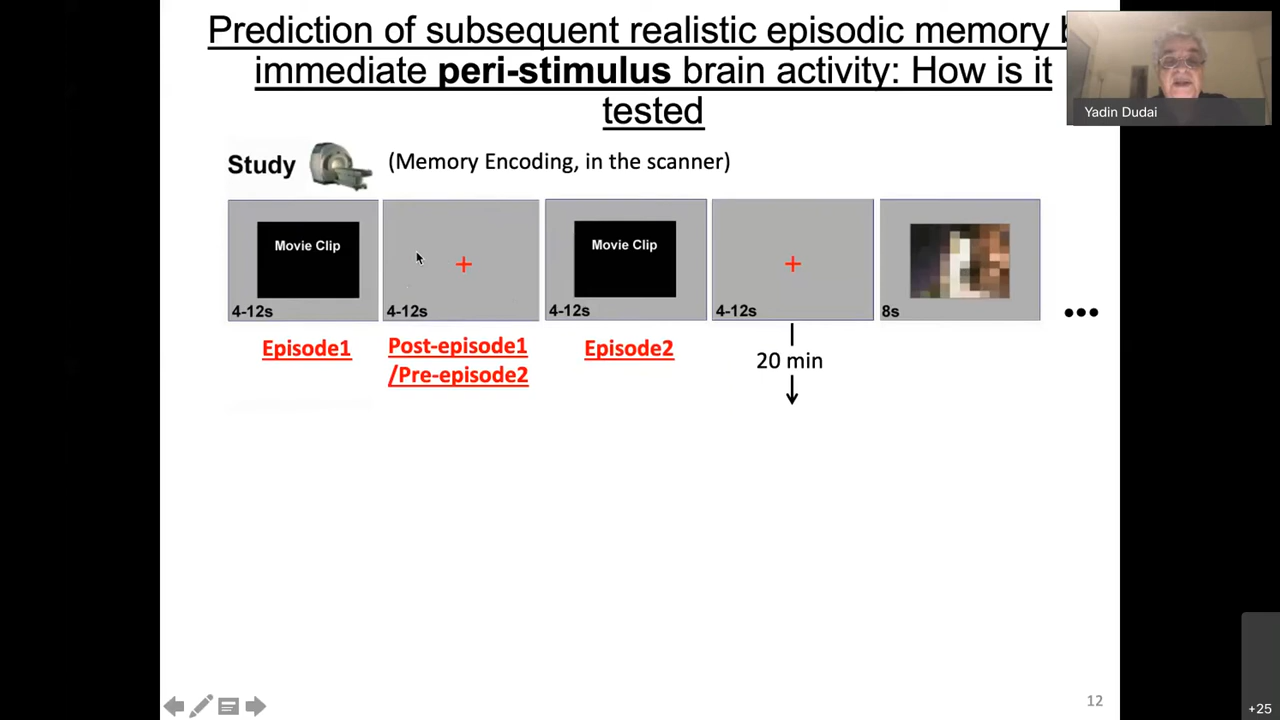 Prediction of subsequent realistic episodic memory
immediate peri-stimulus brain activity: How is it
tested
Yadin Dudai
Study (Memory Encoding, in the scanner)
Movie Clip
4-12s
+
4-12s
Movie Clip
4-12s
+
4-12s
8s
...
Episode1
Post-episode1
/Pre-episode2
Episode2
20 min
12
+25